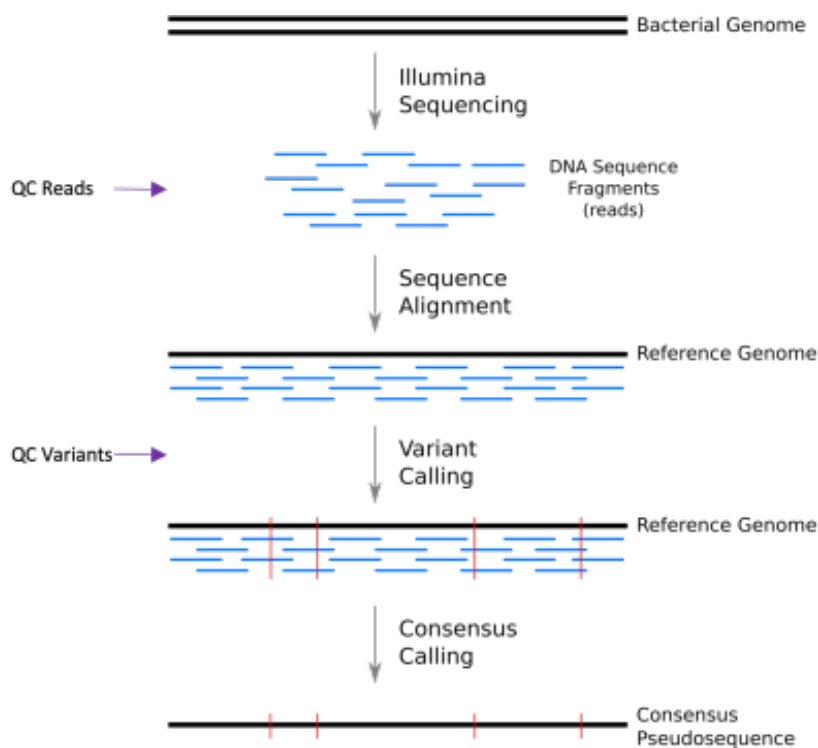 Bacterial Genome
Illumina
Sequencing
QC Reads
DNA Sequence
Fragments
(reads)
Sequence
Alignment
Reference Genome
QC Variants
Variant
Calling
Reference Genome
Consensus
Calling
Consensus
Pseudosequence